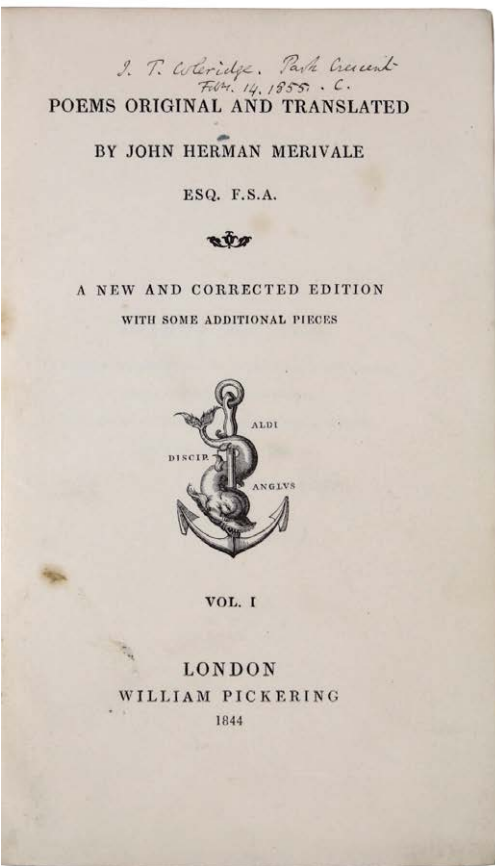 J. T. Coleridge. Park Crescent
Feb. 14. 1855. C.
POEMS ORIGINAL AND TRANSLATED
BY JOHN HERMAN MERIVALE
ESQ. F.S.A.
A NEW AND CORRECTED EDITION
WITH SOME ADDITIONAL PIECES
ALDI
DISCIP.
ANGLVS
VOL. I
LONDON
WILLIAM PICKERING
1844